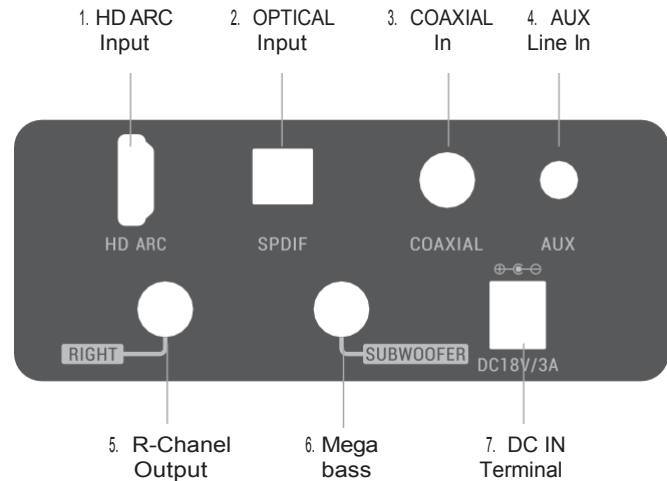 1. HD ARC
Input
2. OPTICAL
Input
3. COAXIAL
In
4. AUX
Line In
HD ARC
SPDIF
COAXIAL
AUX
RIGHT
SUBWOOFER
DC18V/3A
5. R-Chanel
Output
6. Mega
bass
7. DC IN
Terminal